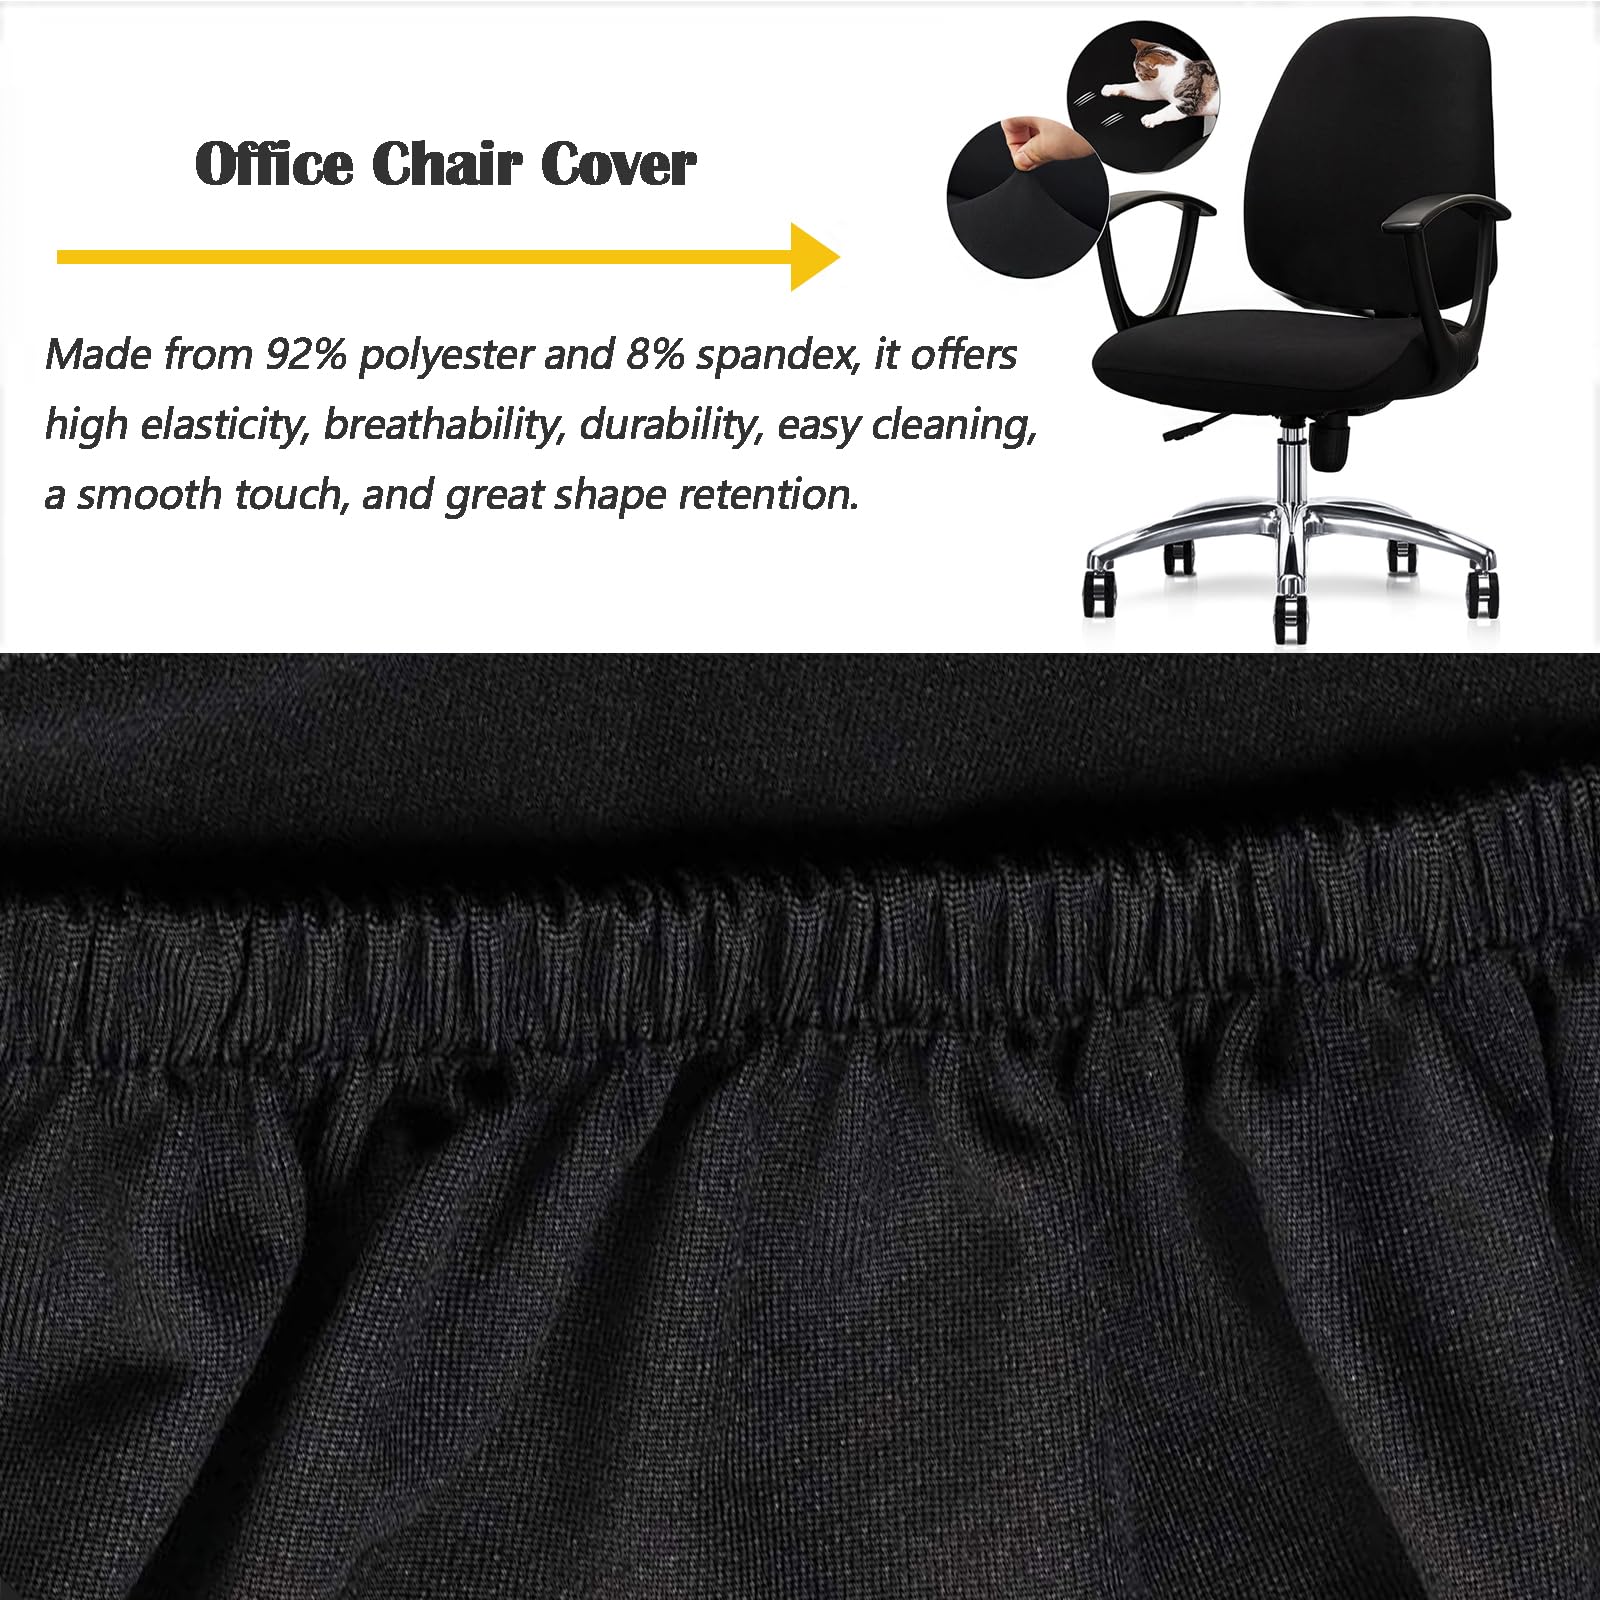 Office Chair Cover
Made from 92% polyester and 8% spandex, it offers
high elasticity, breathability, durability, easy cleaning,
a smooth touch, and great shape retention.